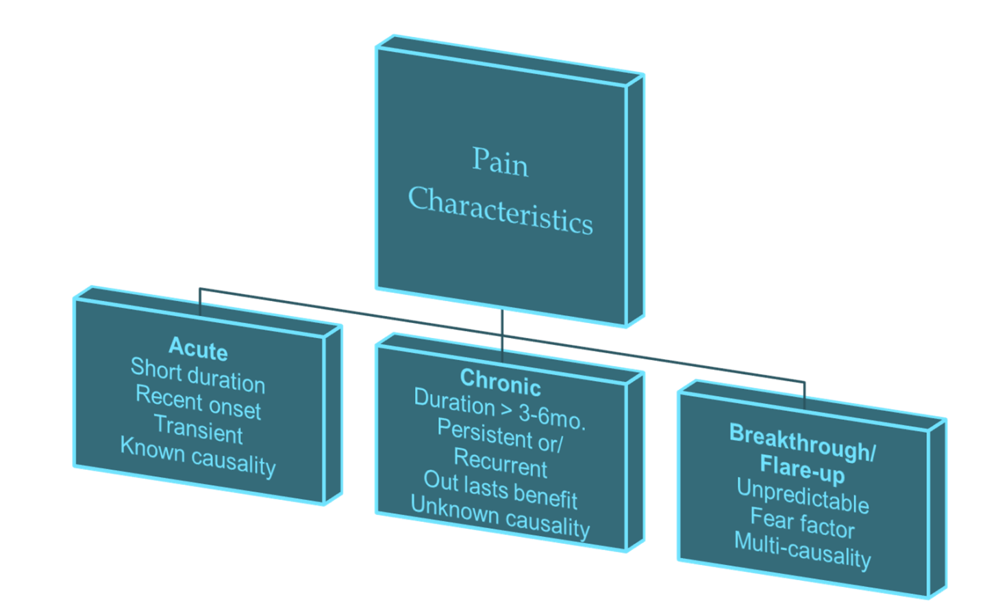 Pain
Characteristics
Acute
Short duration
Recent onset
Transient
Known causality
Chronic
Duration > 3-6mo.
Persistent or/
Recurrent
Out lasts benefit
Unknown causality
Breakthrough/
Flare-up
Unpredictable
Fear factor
Multi-causality